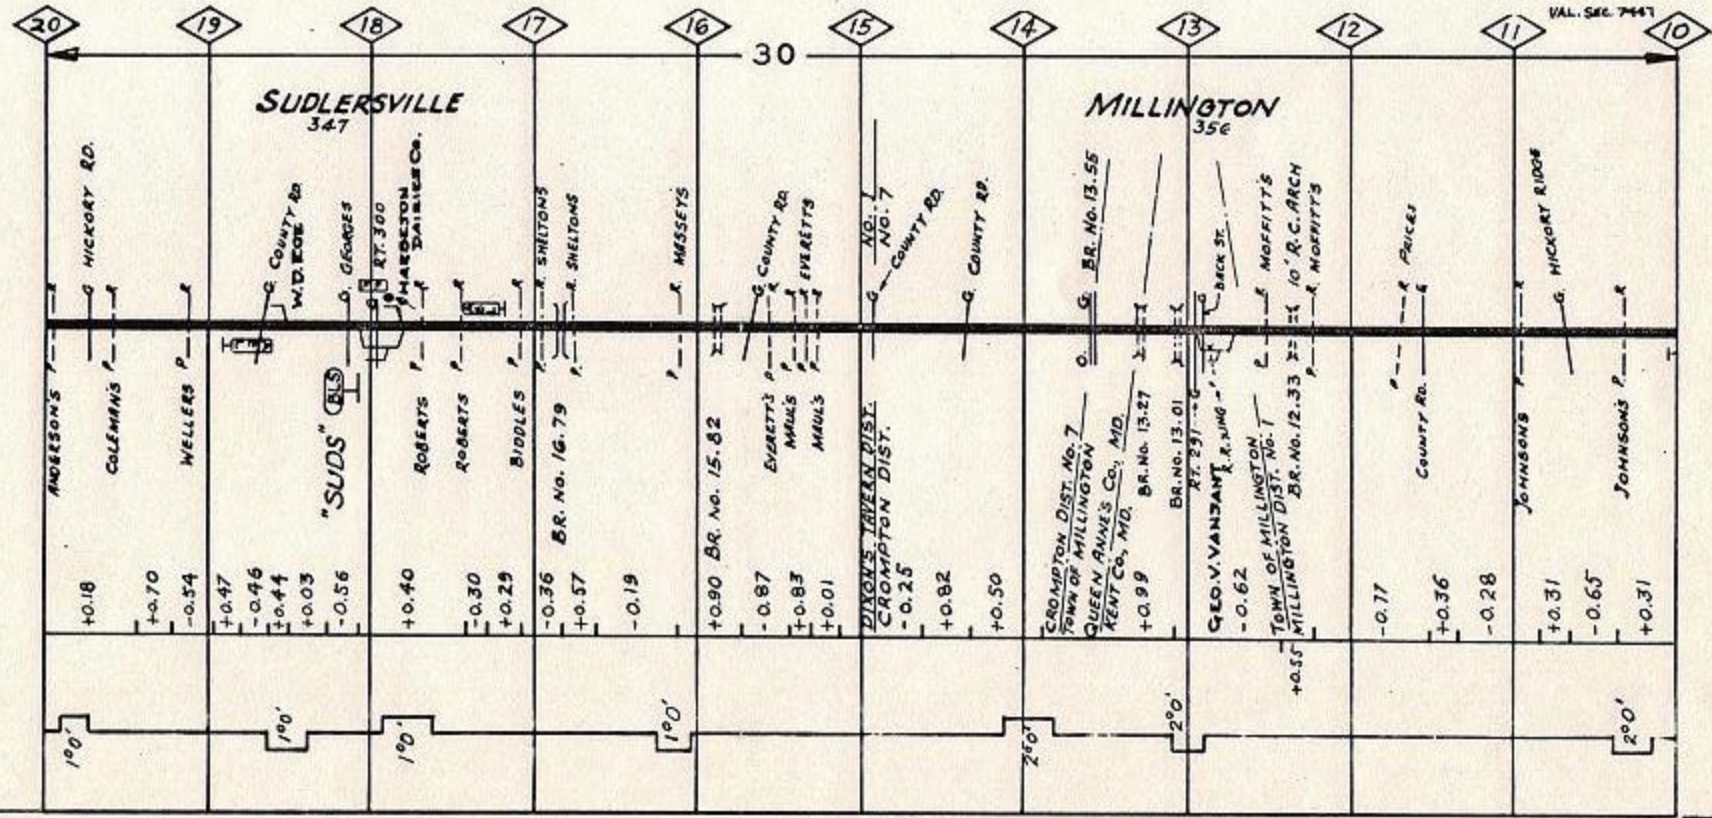 VAL. SEC. 7447
20 19 18 17 16 15 14 13 12 11 10
30
SUDLERSVILLE
347
MILLINGTON
356
HICKORY RD.
COUNTY RD.
W.D. KOE
GEORGES
RT. 300
HARBESON
DAIRIES CO.
SHELTONS
SHELTONS
MASSEYS
COUNTY RD.
EVERETTS
NO. 1
NO. 7
COUNTY RD.
COUNTY RD.
BR. NO. 13.55
BACK ST.
MOFFITT'S
10' R.C. ARCH
MOFFITT'S
PRICES
HICKORY RIDGE
ANDERSON'S
COLEMAN'S
WELLERS
BLS
"SUDS"
ROBERTS
ROBERTS
BIDDLES
BR. NO. 16.79
BR. NO. 15.82
EVERETT'S
MAUL'S
MAUL'S
DIXON'S TAVERN DIST.
CROMPTON DIST.
CROMPTON DIST. NO. 7
TOWN OF MILLINGTON
QUEEN ANNE'S CO., MD.
KENT CO., MD.
BR. NO. 13.27
BR. NO. 13.01
RT. 291
GEO. V. VANSANT
R.R. XING
TOWN OF MILLINGTON
MILLINGTON DIST. NO. 1
BR. NO. 12.33
COUNTY RD.
JOHNSONS
JOHNSONS
+0.18 +0.70 -0.54 +0.47 -0.46 +0.44 +0.03 -0.56 +0.40 -0.30 +0.29 -0.36 +0.57 -0.19 +0.90 -0.87 +0.83 +0.01 -0.25 +0.82 +0.50 +0.99 -0.62 +0.55 -0.77 +0.36 -0.28 +0.31 -0.65 +0.31
1°0' 1°0' 1°0' 1°0' 2°0' 2°0' 2°0'